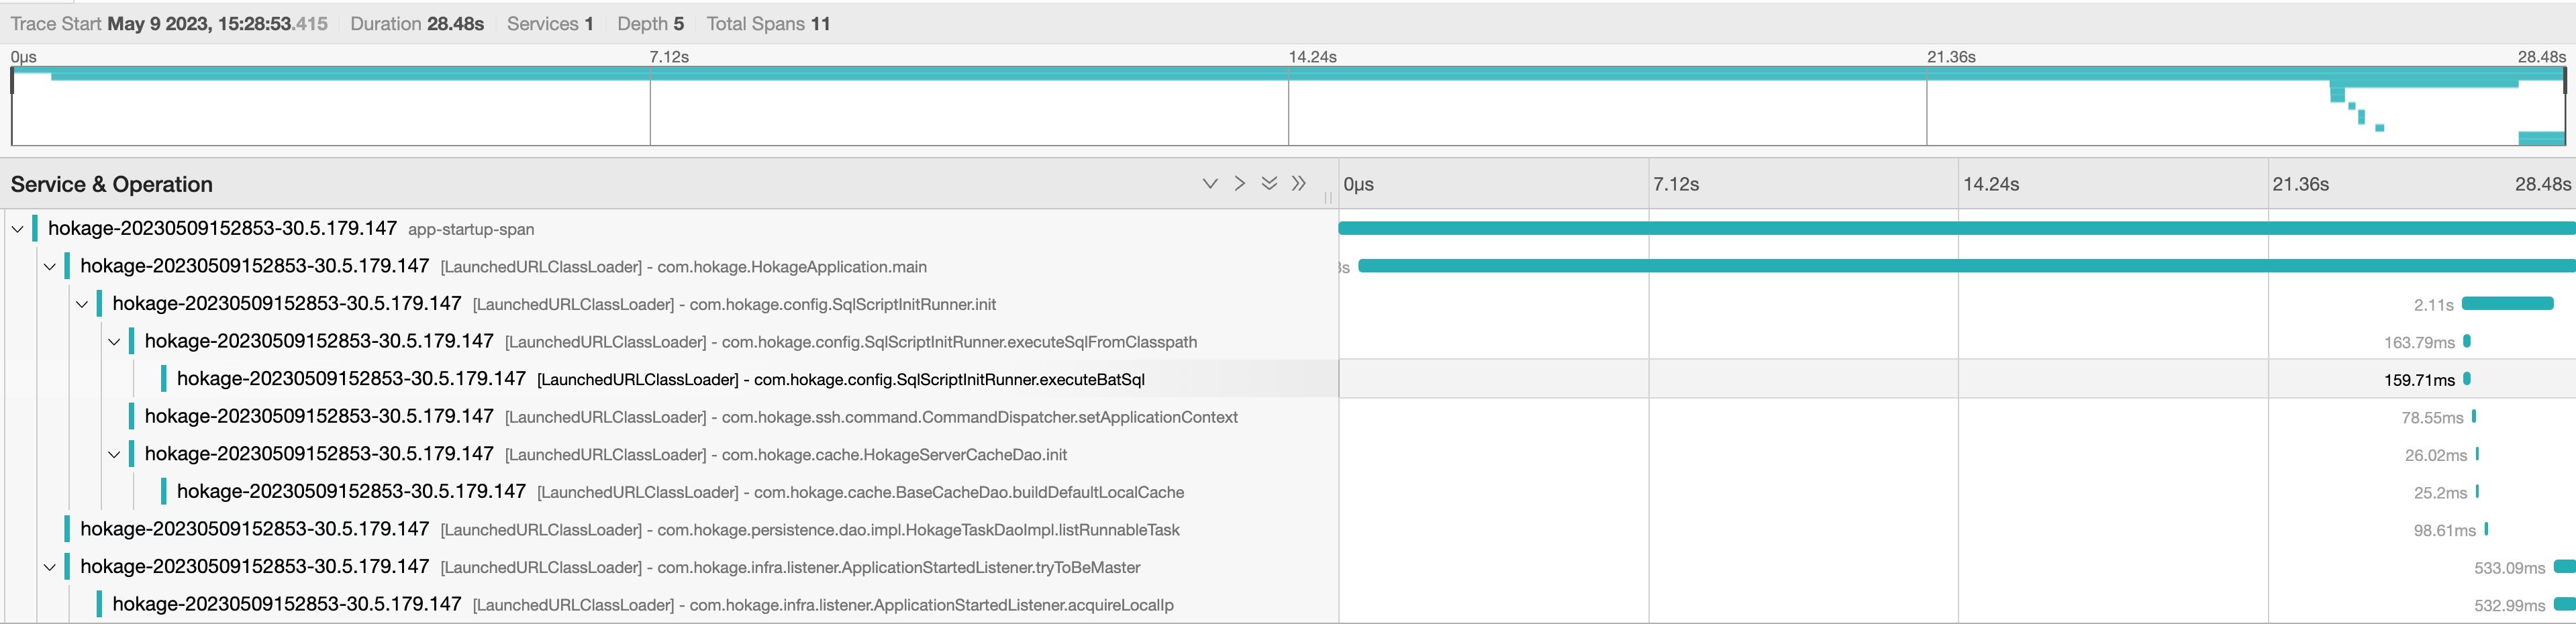 Trace Start May 9 2023, 15:28:53.415 Duration 28.48s Services 1 Depth 5 Total Spans 11
0μs 7.12s 14.24s 21.36s 28.48s
Service & Operation 0μs 7.12s 14.24s 21.36s 28.48s
hokage-20230509152853-30.5.179.147 app-startup-span
hokage-20230509152853-30.5.179.147 [LaunchedURLClassLoader] - com.hokage.HokageApplication.main
hokage-20230509152853-30.5.179.147 [LaunchedURLClassLoader] - com.hokage.config.SqlScriptInitRunner.init 2.11s
hokage-20230509152853-30.5.179.147 [LaunchedURLClassLoader] - com.hokage.config.SqlScriptInitRunner.executeSqlFromClasspath 163.79ms
hokage-20230509152853-30.5.179.147 [LaunchedURLClassLoader] - com.hokage.config.SqlScriptInitRunner.executeBatSql 159.71ms
hokage-20230509152853-30.5.179.147 [LaunchedURLClassLoader] - com.hokage.ssh.command.CommandDispatcher.setApplicationContext 78.55ms
hokage-20230509152853-30.5.179.147 [LaunchedURLClassLoader] - com.hokage.cache.HokageServerCacheDao.init 26.02ms
hokage-20230509152853-30.5.179.147 [LaunchedURLClassLoader] - com.hokage.cache.BaseCacheDao.buildDefaultLocalCache 25.2ms
hokage-20230509152853-30.5.179.147 [LaunchedURLClassLoader] - com.hokage.persistence.dao.impl.HokageTaskDaoImpl.listRunnableTask 98.61ms
hokage-20230509152853-30.5.179.147 [LaunchedURLClassLoader] - com.hokage.infra.listener.ApplicationStartedListener.tryToBeMaster 533.09ms
hokage-20230509152853-30.5.179.147 [LaunchedURLClassLoader] - com.hokage.infra.listener.ApplicationStartedListener.acquireLocalIp 532.99ms